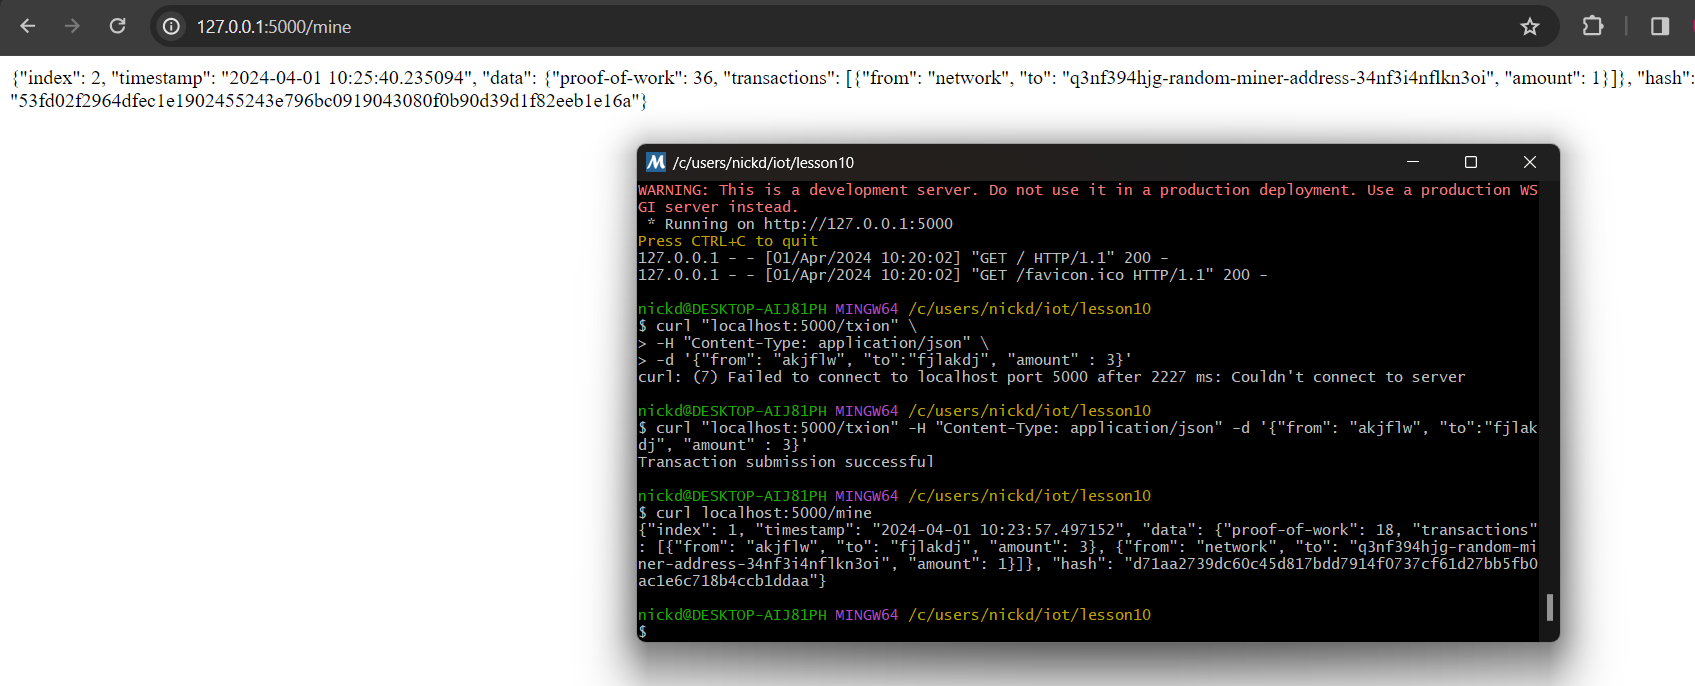 127.0.0.1:5000/mine
{"index": 2, "timestamp": "2024-04-01 10:25:40.235094", "data": {"proof-of-work": 36, "transactions": [{"from": "network", "to": "q3nf394hjg-random-miner-address-34nf3i4nflkn3oi", "amount": 1}]}, "hash":
"53fd02f2964dfec1e1902455243e796bc0919043080f0b90d39d1f82eeb1e16a"}
M /c/users/nickd/iot/lesson10
WARNING: This is a development server. Do not use it in a production deployment. Use a production WS
GI server instead.
 * Running on http://127.0.0.1:5000
Press CTRL+C to quit
127.0.0.1 - - [01/Apr/2024 10:20:02] "GET / HTTP/1.1" 200 -
127.0.0.1 - - [01/Apr/2024 10:20:02] "GET /favicon.ico HTTP/1.1" 200 -
nickd@DESKTOP-AIJ81PH MINGW64 /c/users/nickd/iot/lesson10
$ curl "localhost:5000/txion" \
> -H "Content-Type: application/json" \
> -d '{"from": "akjflw", "to":"fjlakdj", "amount" : 3}'
curl: (7) Failed to connect to localhost port 5000 after 2227 ms: Couldn't connect to server
nickd@DESKTOP-AIJ81PH MINGW64 /c/users/nickd/iot/lesson10
$ curl "localhost:5000/txion" -H "Content-Type: application/json" -d '{"from": "akjflw", "to":"fjlak
dj", "amount" : 3}'
Transaction submission successful
nickd@DESKTOP-AIJ81PH MINGW64 /c/users/nickd/iot/lesson10
$ curl localhost:5000/mine
{"index": 1, "timestamp": "2024-04-01 10:23:57.497152", "data": {"proof-of-work": 18, "transactions"
: [{"from": "akjflw", "to": "fjlakdj", "amount": 3}, {"from": "network", "to": "q3nf394hjg-random-mi
ner-address-34nf3i4nflkn3oi", "amount": 1}]}, "hash": "d71aa2739dc60c45d817bdd7914f0737cf61d27bb5fb0
ac1e6c718b4ccb1ddaa"}
nickd@DESKTOP-AIJ81PH MINGW64 /c/users/nickd/iot/lesson10
$